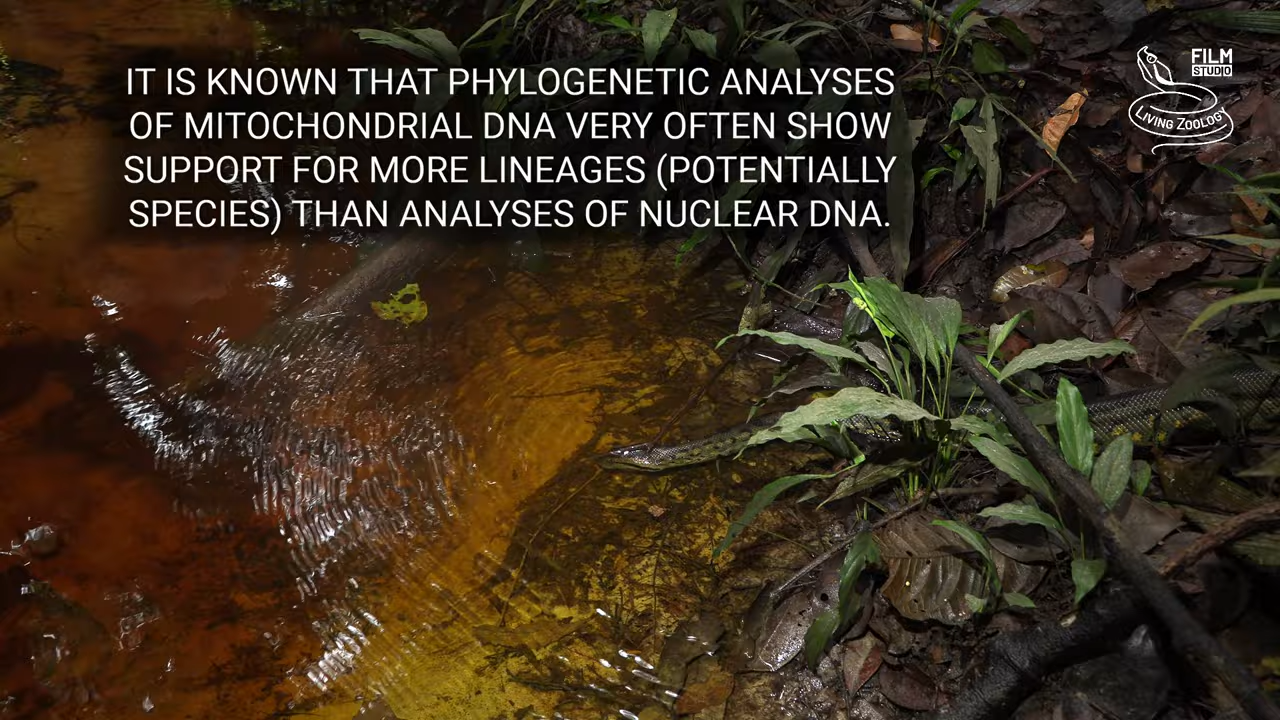 IT IS KNOWN THAT PHYLOGENETIC ANALYSES
OF MITOCHONDRIAL DNA VERY OFTEN SHOW
SUPPORT FOR MORE LINEAGES (POTENTIALLY
SPECIES) THAN ANALYSES OF NUCLEAR DNA.
FILM
STUDIO
LIVING ZOOLOGY